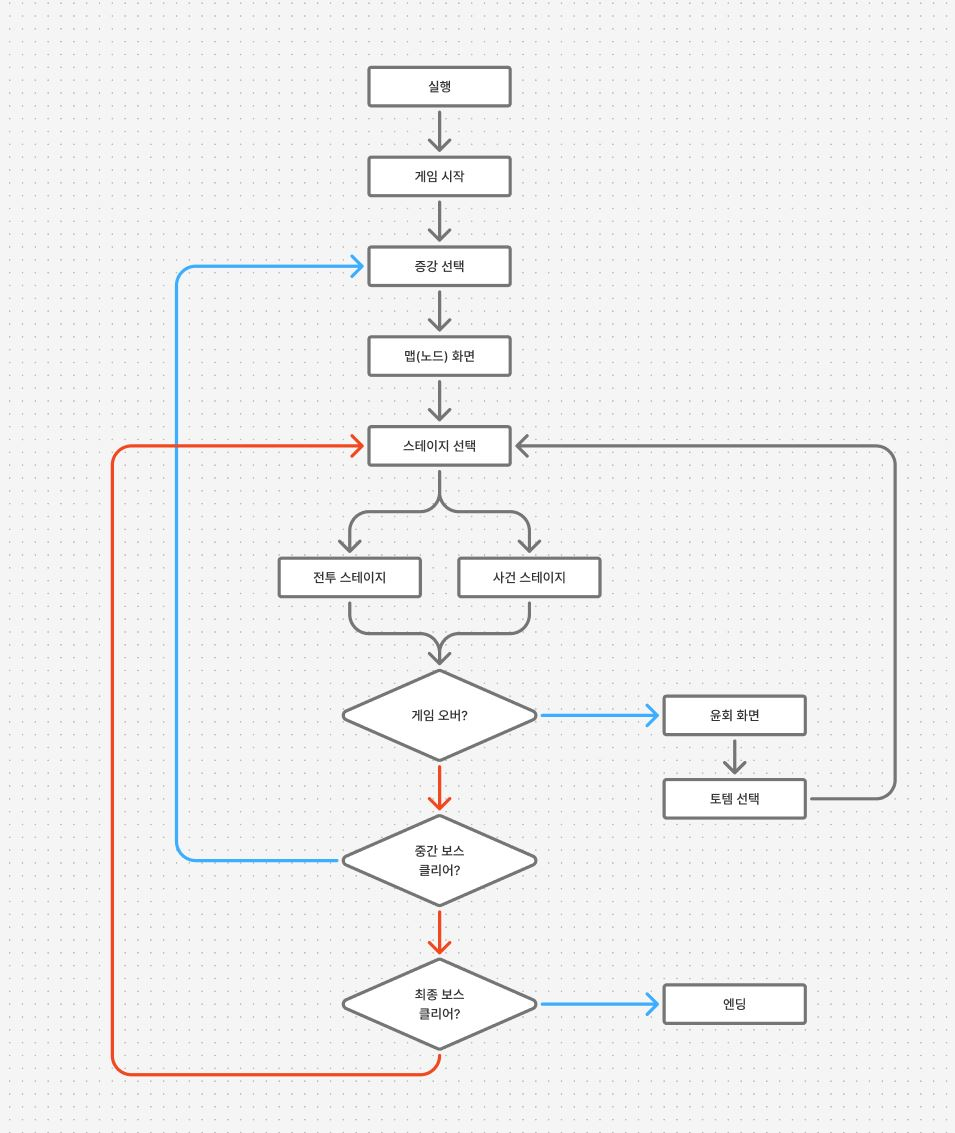 실행
게임 시작
증강 선택
맵(노드) 화면
스테이지 선택
전투 스테이지
사건 스테이지
게임 오버?
윤회 화면
토템 선택
중간 보스
클리어?
최종 보스
클리어?
엔딩